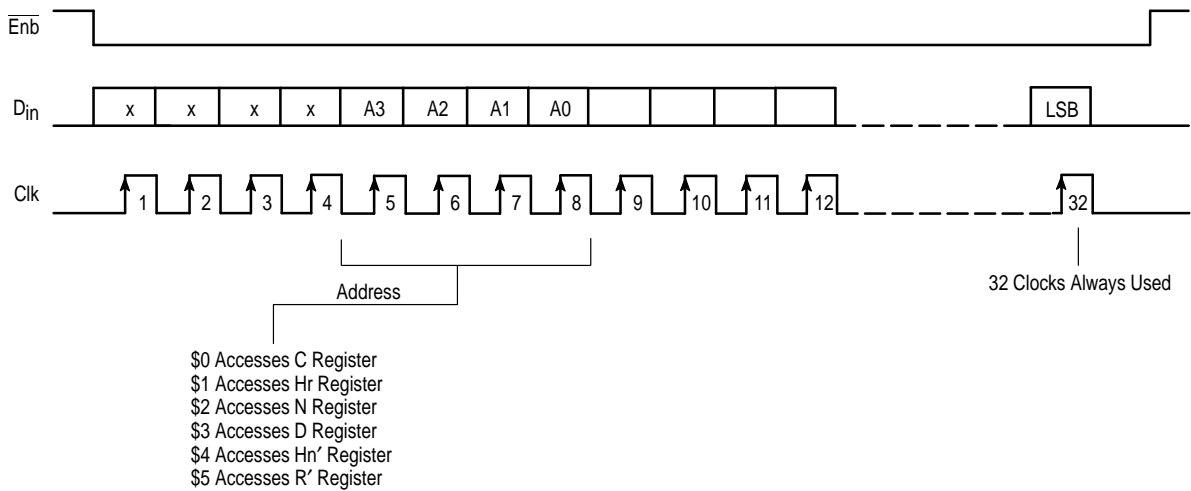 Enb
Din
x x x x A3 A2 A1 A0 LSB
Clk
1 2 3 4 5 6 7 8 9 10 11 12 32
Address
32 Clocks Always Used
$0 Accesses C Register
$1 Accesses Hr Register
$2 Accesses N Register
$3 Accesses D Register
$4 Accesses Hn′ Register
$5 Accesses R′ Register